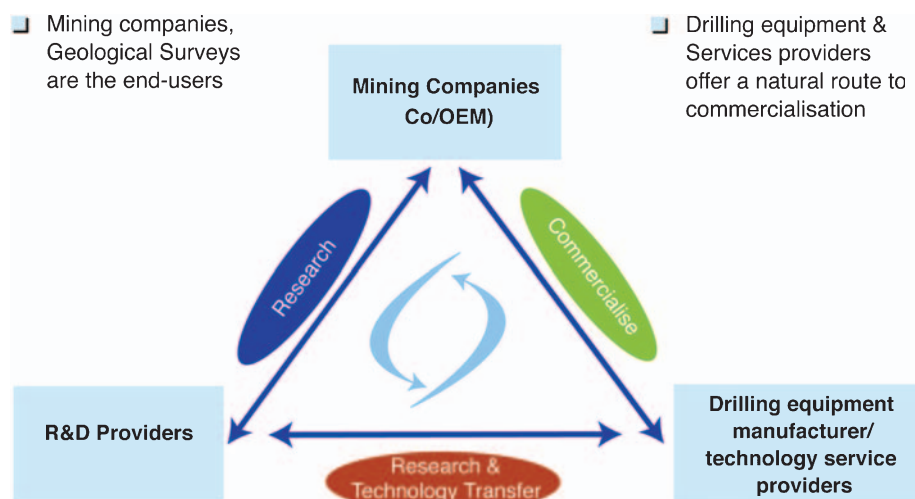 Mining companies,
Geological Surveys
are the end-users
Drilling equipment &
Services providers
offer a natural route to
commercialisation
Mining Companies
Co/OEM)
Research
Commercialise
R&D Providers
Drilling equipment
manufacturer/
technology service
providers
Research &
Technology Transfer